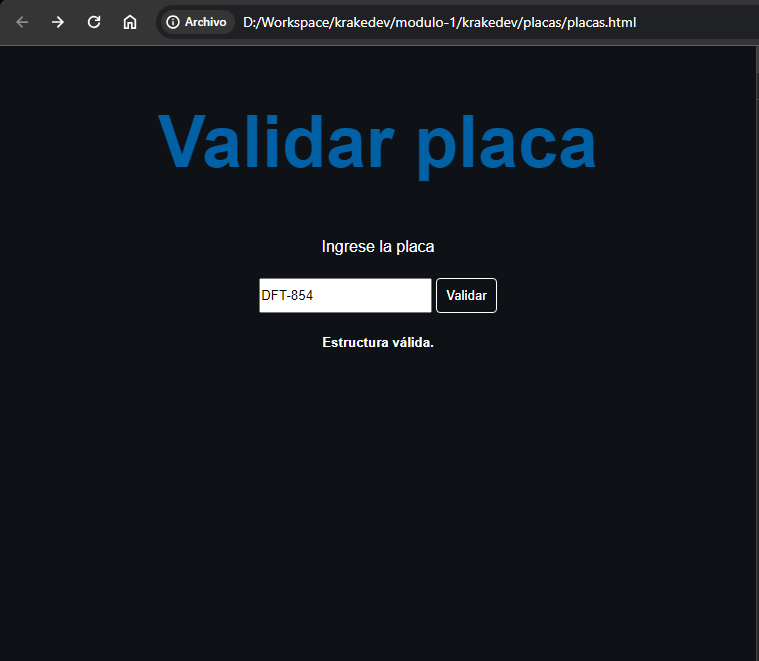 Archivo D:/Workspace/krakedev/modulo-1/krakedev/placas/placas.html
Validar placa
Ingrese la placa
DFT-854 Validar
Estructura válida.